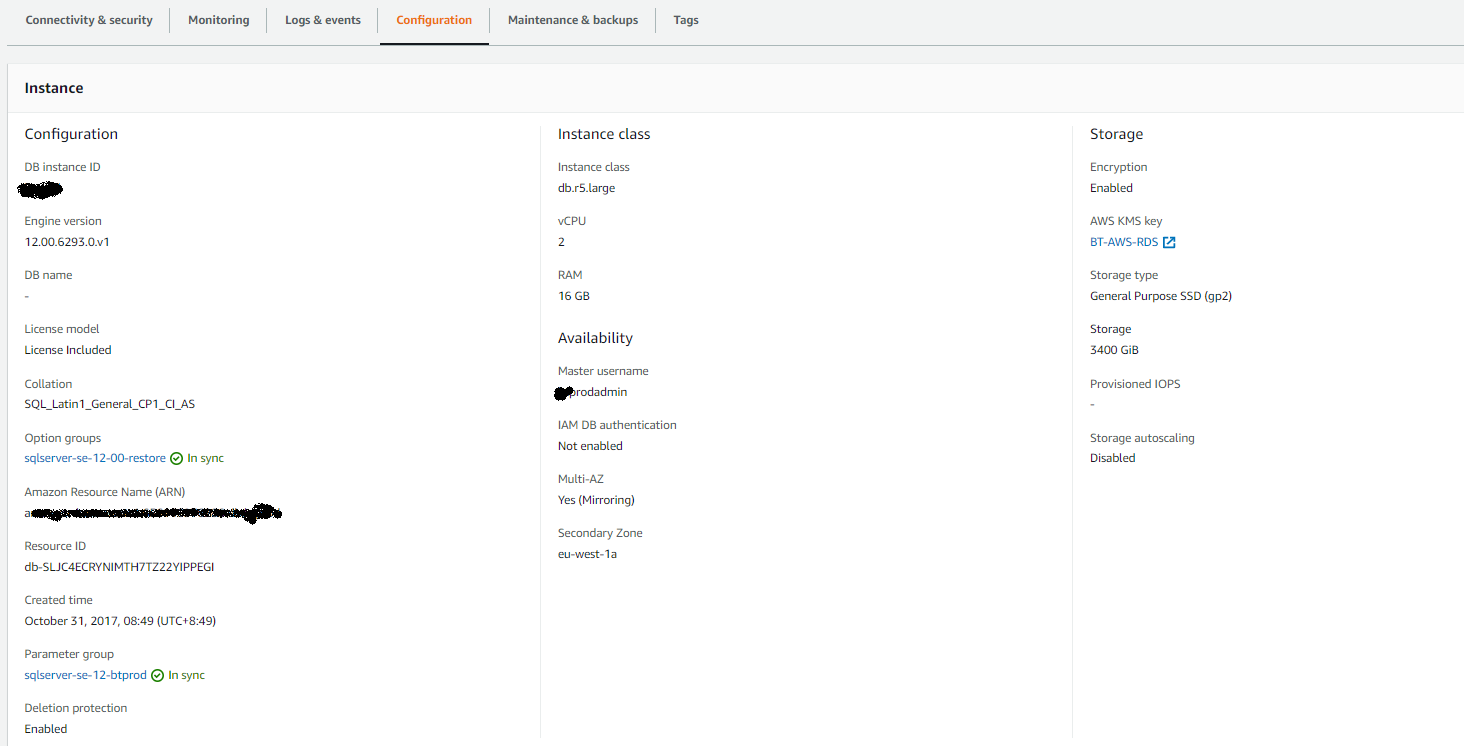 Connectivity & security
Monitoring
Logs & events
Configuration
Maintenance & backups
Tags
Instance
Configuration
DB instance ID
Engine version
12.00.6293.0.v1
DB name
-
License model
License Included
Collation
SQL_Latin1_General_CP1_CI_AS
Option groups
sqlserver-se-12-00-restore In sync
Amazon Resource Name (ARN)
Resource ID
db-SLJC4ECRYNIMTH7TZ22YIPPEGI
Created time
October 31, 2017, 08:49 (UTC+8:49)
Parameter group
sqlserver-se-12-btprod In sync
Deletion protection
Enabled
Instance class
Instance class
db.r5.large
vCPU
2
RAM
16 GB
Availability
Master username
prodadmin
IAM DB authentication
Not enabled
Multi-AZ
Yes (Mirroring)
Secondary Zone
eu-west-1a
Storage
Encryption
Enabled
AWS KMS key
BT-AWS-RDS
Storage type
General Purpose SSD (gp2)
Storage
3400 GiB
Provisioned IOPS
-
Storage autoscaling
Disabled